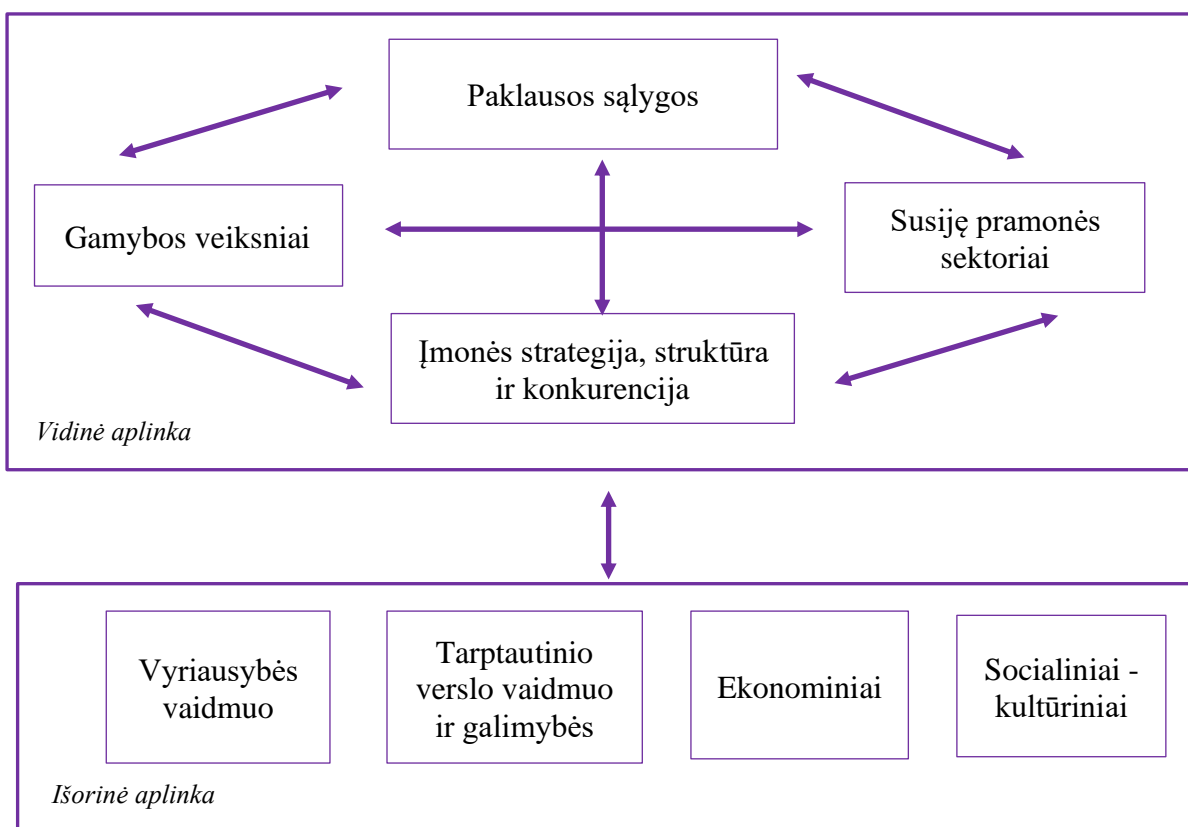 Paklausos sąlygos
Gamybos veiksniai
Susiję pramonės
sektoriai
Įmonės strategija, struktūra
ir konkurencija
Vidinė aplinka
Vyriausybės
vaidmuo
Tarptautinio
verslo vaidmuo
ir galimybės
Ekonominiai
Socialiniai -
kultūriniai
Išorinė aplinka